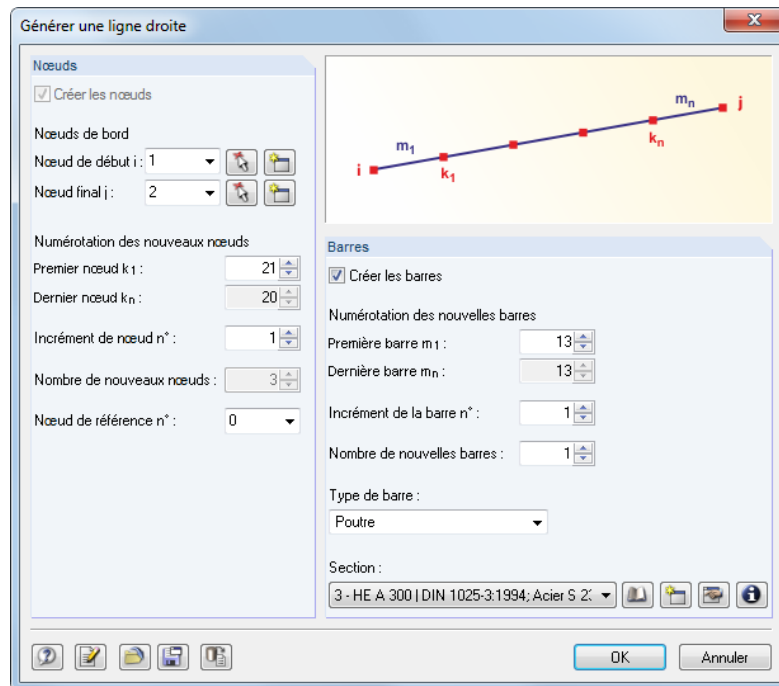 Générer une ligne droite
Nœuds
Créer les nœuds
Nœuds de bord
Nœud de début i : 1
Nœud final j : 2
Numérotation des nouveaux nœuds
Premier nœud k1 : 21
Dernier nœud kn : 20
Incrément de nœud n° : 1
Nombre de nouveaux nœuds : 3
Nœud de référence n° : 0
i
m1
k1
mn
kn
j
Barres
Créer les barres
Numérotation des nouvelles barres
Première barre m1 : 13
Dernière barre mn : 13
Incrément de la barre n° : 1
Nombre de nouvelles barres : 1
Type de barre :
Poutre
Section :
3 - HE A 300 | DIN 1025-3:1994; Acier S 2
OK
Annuler